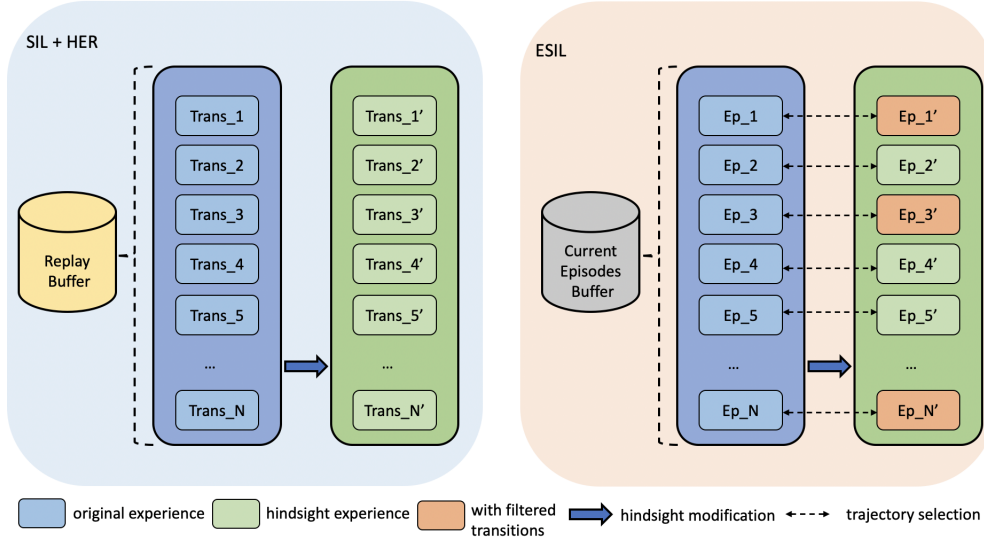 SIL + HER
Replay
Buffer
Trans_1
Trans_2
Trans_3
Trans_4
Trans_5
...
Trans_N
Trans_1’
Trans_2’
Trans_3’
Trans_4’
Trans_5’
...
Trans_N’
ESIL
Current
Episodes
Buffer
Ep_1
Ep_2
Ep_3
Ep_4
Ep_5
...
Ep_N
Ep_1’
Ep_2’
Ep_3’
Ep_4’
Ep_5’
...
Ep_N’
original experience
hindsight experience
with filtered
transitions
hindsight modification
trajectory selection